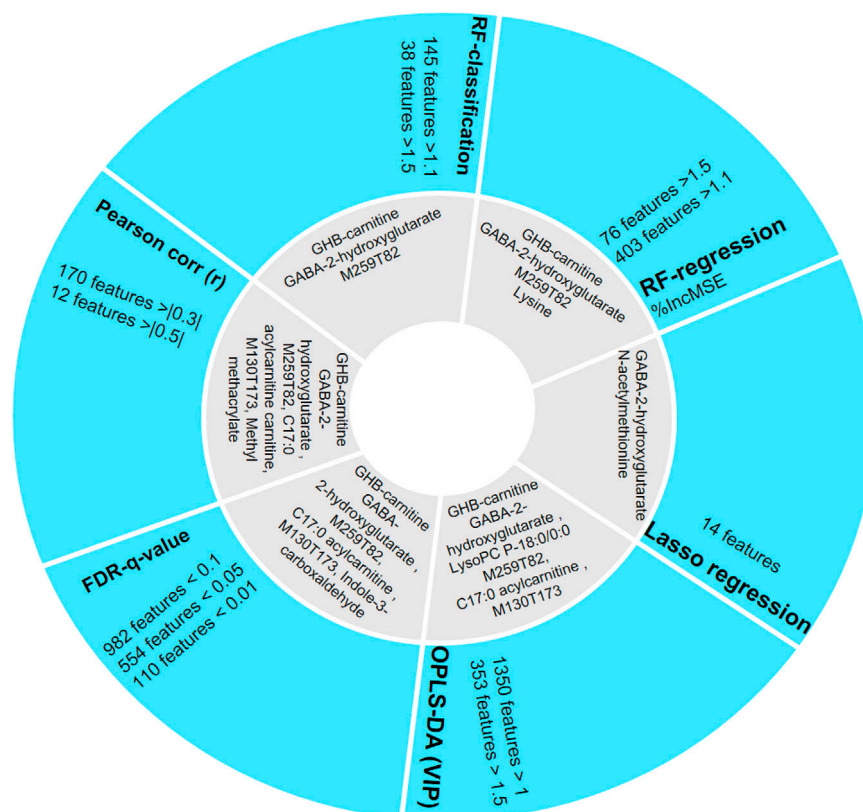 RF-classification
145 features >1.1
38 features >1.5
GHB-carnitine
GABA-2-hydroxyglutarate
M259T82
76 features >1.5
403 features >1.1
RF-regression
%IncMSE
GHB-carnitine
GABA-2-hydroxyglutarate
M259T82
Lysine
14 features
Lasso regression
GABA-2-hydroxyglutarate
N-acetylmethionine
OPLS-DA (VIP)
1350 features > 1
353 features > 1.5
GHB-carnitine
GABA-2-
hydroxyglutarate ,
LysoPC P-18:0/0:0
M259T82,
C17:0 acylcarnitine ,
M130T173
FDR-q-value
982 features < 0.1
554 features < 0.05
110 features < 0.01
GHB-carnitine
GABA-
2-hydroxyglutarate ,
M259T82,
C17:0 acylcarnitine ,
M130T173, Indole-3-
carboxaldehyde
Pearson corr (r)
170 features >|0.3|
12 features >|0.5|
GHB-carnitine
GABA-2-
hydroxyglutarate ,
M259T82, C17:0
acylcarnitine carnitine,
M130T173, Methyl
methacrylate